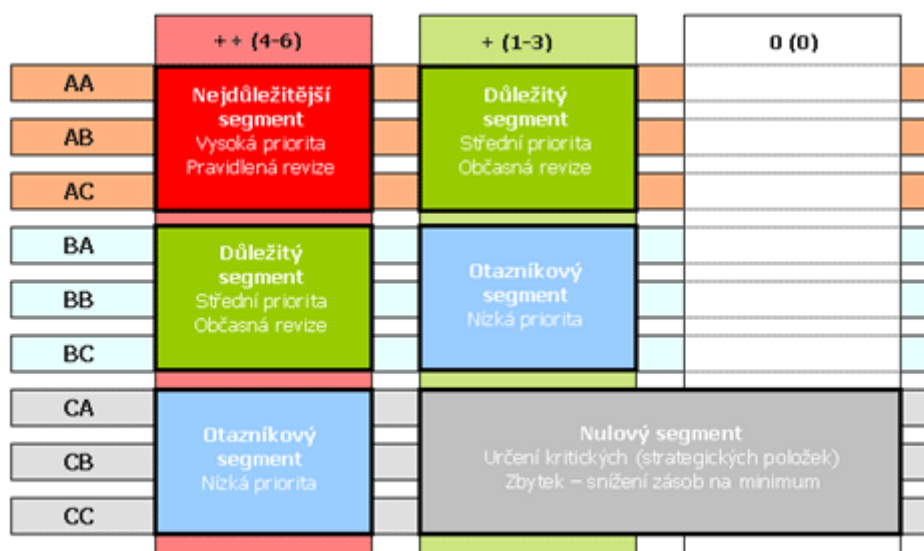 + + (4-6)
+ (1-3)
0 (0)
AA
AB
AC
Nejdůležitější
segment
Vysoká priorita
Pravidlená revize
Důležitý
segment
Střední priorita
Občasná revize
BA
BB
BC
Důležitý
segment
Střední priorita
Občasná revize
Otazníkový
segment
Nízká priorita
CA
CB
CC
Otazníkový
segment
Nízká priorita
Nulový segment
Určení kritických (strategických položek)
Zbytek – snížení zásob na minimum